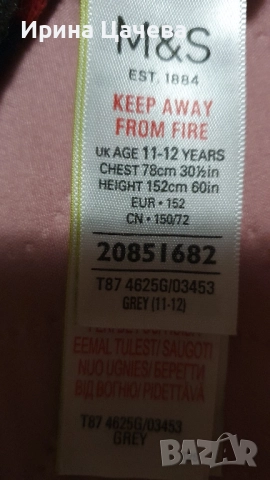 Ирина Цачева
M&S
EST. 1884
KEEP AWAY
FROM FIRE
UK AGE 11-12 YEARS
CHEST 78cm 30½in
HEIGHT 152cm 60in
EUR • 152
CN • 150/72
20851682
T87 4625G/03453
GREY (11-12)
EEMAL TULEST/ SAUGOTI
NUO UGNIES/ БЕРЕГТИ
ВІД ВОГНЮ/ PIDETTÄVÄ
T87 4625G/03453
GREY
BAZAR